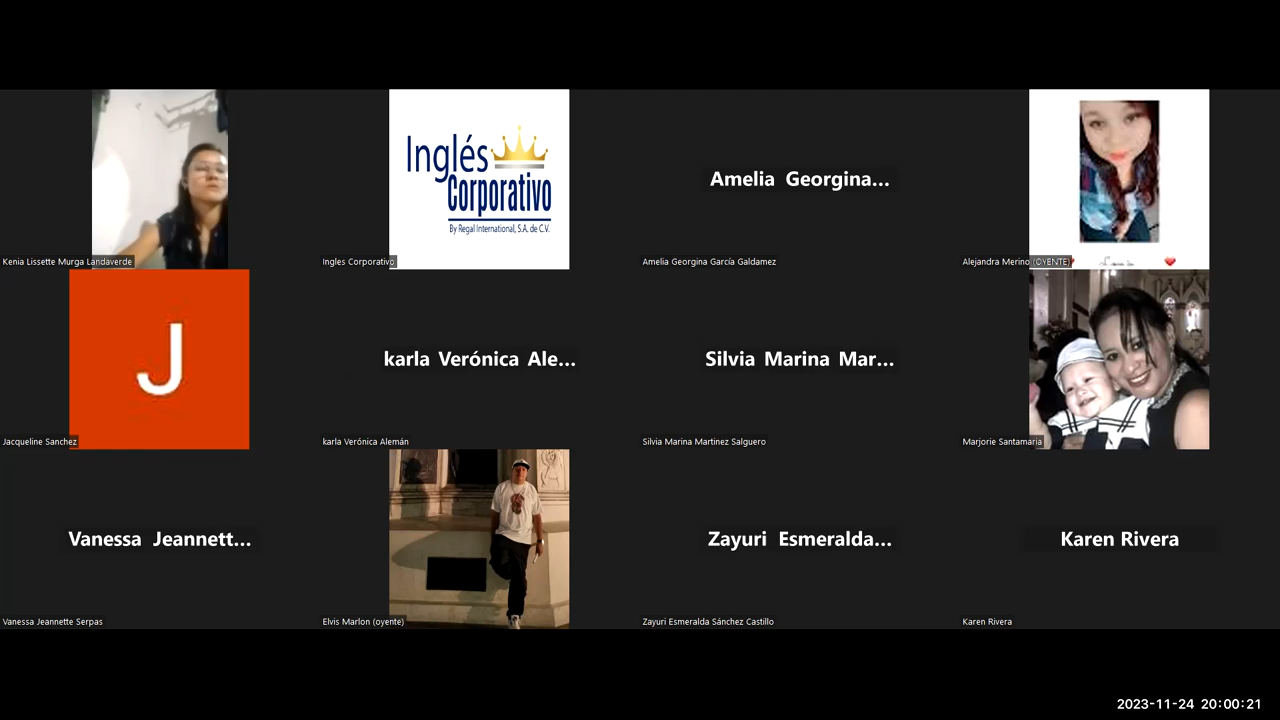 Inglés
Corporativo
By Regal International, S.A. de C.V.
Amelia Georgina...
Kenia Lissette Murga Landaverde
Ingles Corporativo
Amelia Georgina García Galdamez
Alejandra Merino (OYENTE)
J
karla Verónica Ale...
Silvia Marina Mar...
Jacqueline Sanchez
karla Verónica Alemán
Silvia Marina Martinez Salguero
Marjorie Santamaria
Vanessa Jeannett...
Zayuri Esmeralda...
Karen Rivera
Vanessa Jeannette Serpas
Elvis Marlon (oyente)
Zayuri Esmeralda Sánchez Castillo
Karen Rivera
2023-11-24 20:00:21